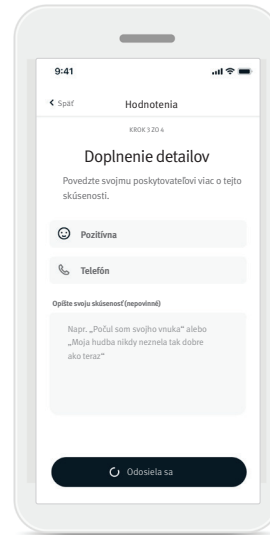 9:41
Späť
Hodnotenia
KROK 3 ZO 4
Doplnenie detailov
Povedzte svojmu poskytovateľovi viac o tejto
skúsenosti.
Pozitívna
Telefón
Opíšte svoju skúsenosť (nepovinné)
Napr. „Počul som svojho vnuka“ alebo
„Moja hudba nikdy neznela tak dobre
ako teraz“
Odosiela sa